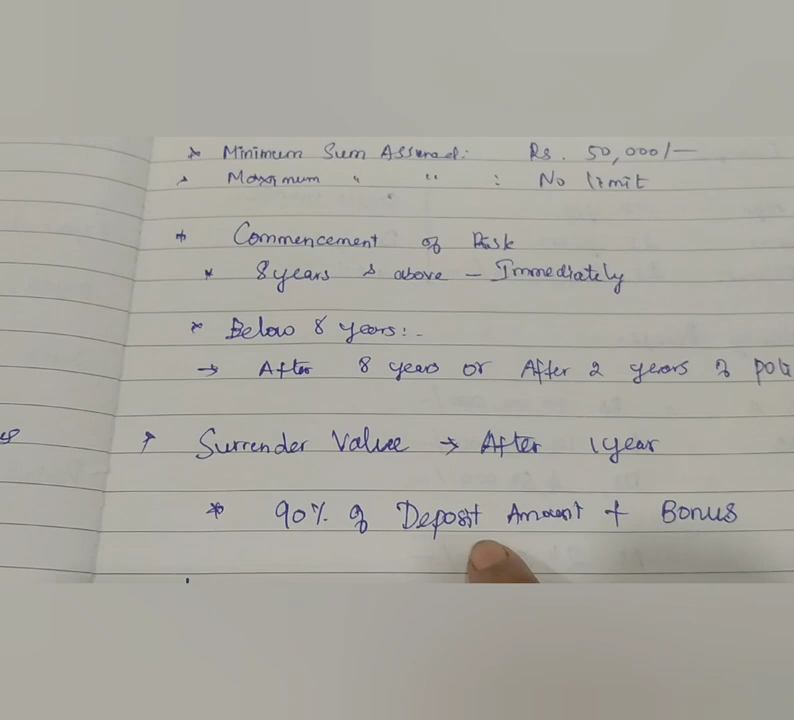 * Minimum Sum Assured: Rs. 50,000/-
* Maximum " " : No limit
* Commencement of Risk
* 8 years & above - Immediately
* Below 8 years:-
→ After 8 years or After 2 years of
Surrender Value → After 1 year
* 90% of Deposit Amount + Bonus